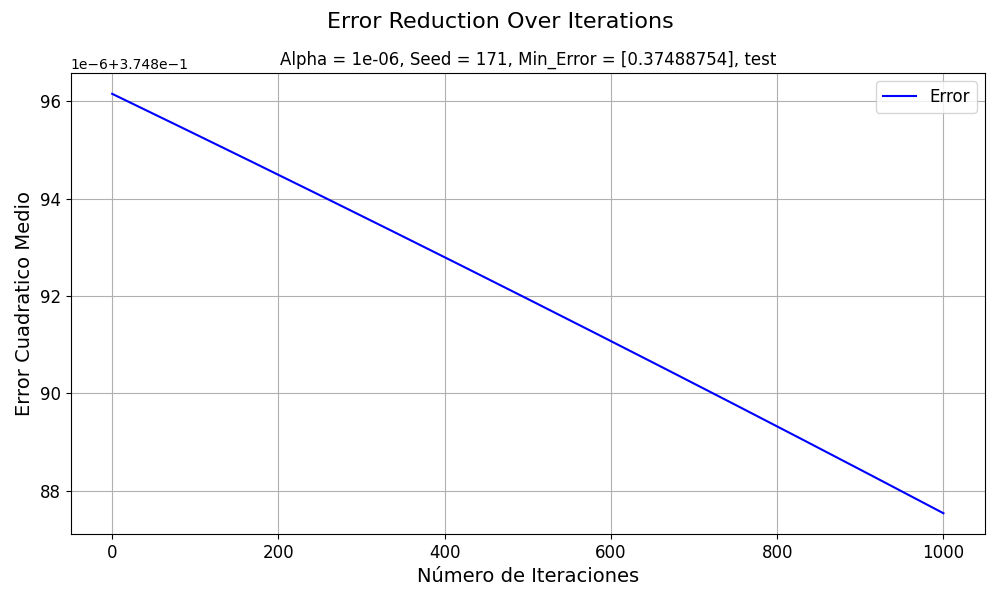 Error Reduction Over Iterations
Alpha = 1e-06, Seed = 171, Min_Error = [0.37488754], test
1e−6+3.748e−1
Error
96
94
92
90
88
Error Cuadratico Medio
0 200 400 600 800 1000
Número de Iteraciones